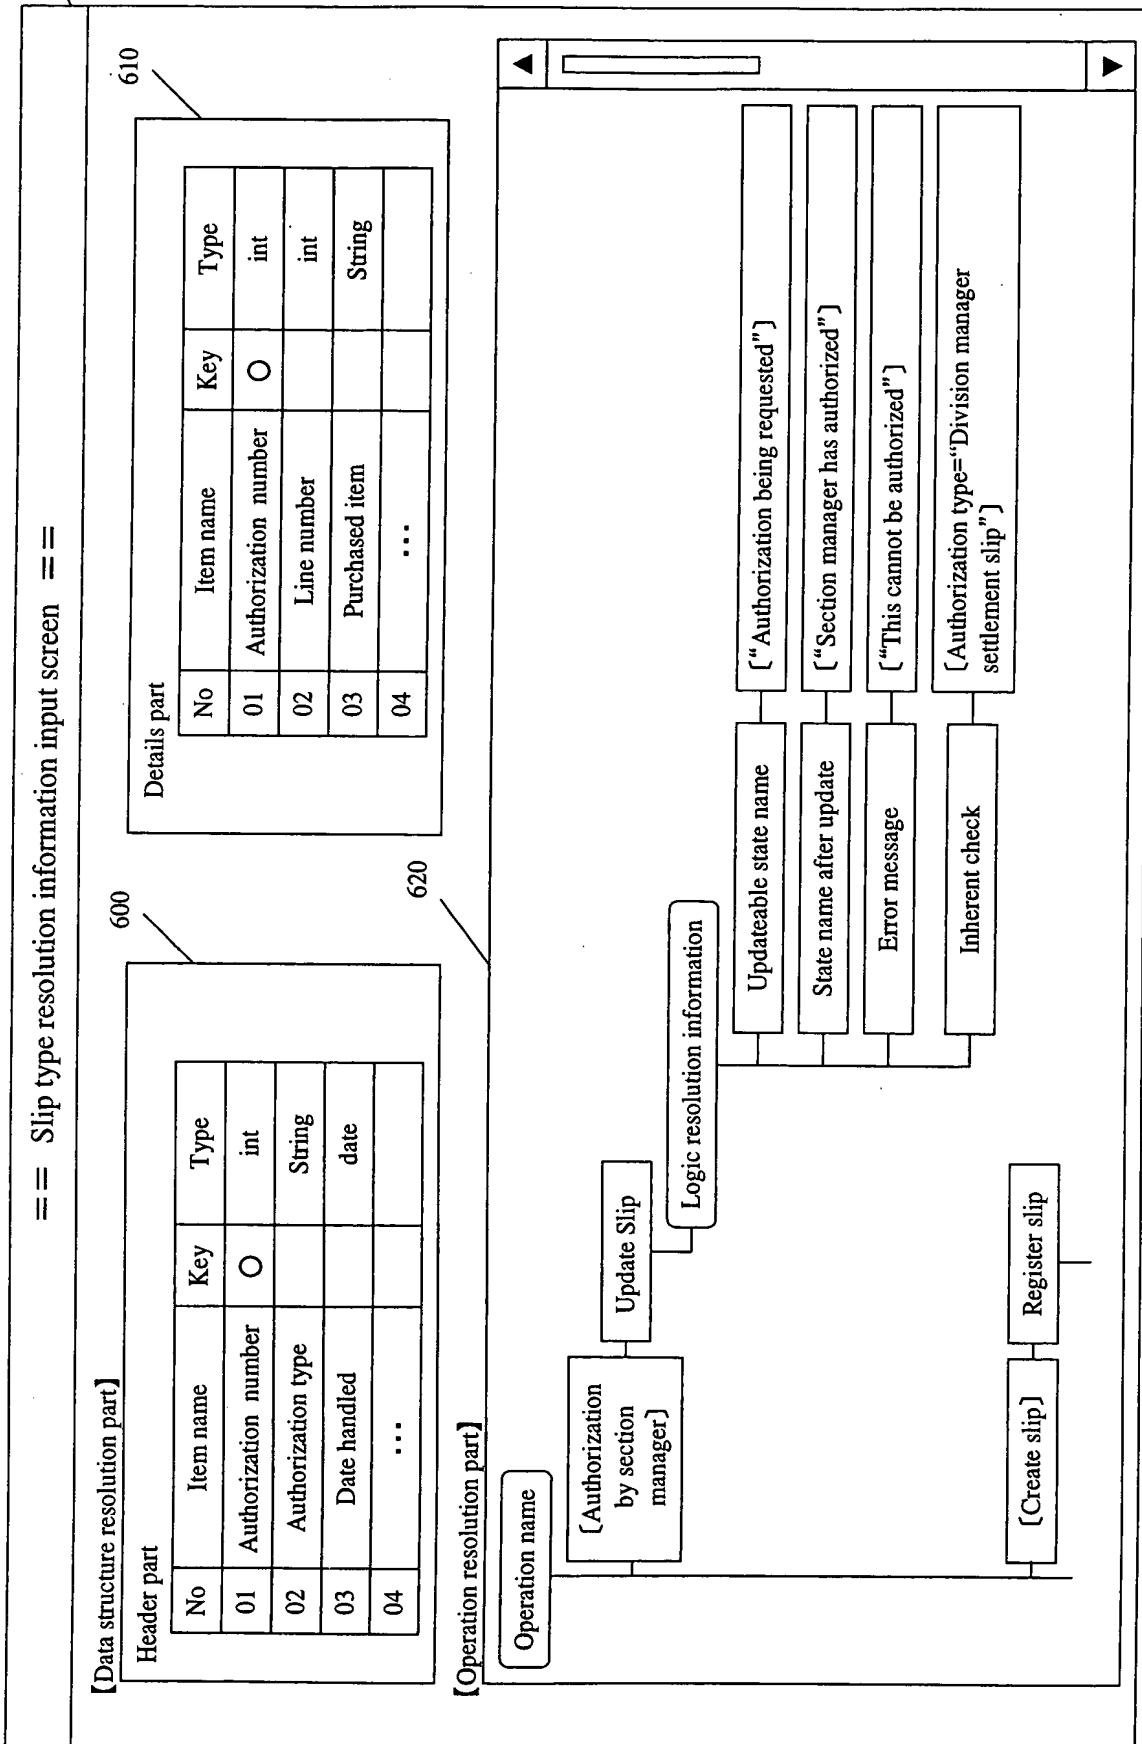 == Slip type resolution information input screen ==
【Data structure resolution part】
600
Header part
No Item name Key Type
01 Authorization number ○ int
02 Authorization type String
03 Date handled date
04 ...
610
Details part
No Item name Key Type
01 Authorization number ○ int
02 Line number int
03 Purchased item String
04 ...
【Operation resolution part】
620
Operation name
[Authorization
by section
manager]
Update Slip
Logic resolution information
Updateable state name
["Authorization being requested"]
State name after update
["Section manager has authorized"]
Error message
["This cannot be authorized"]
Inherent check
[Authorization type="Division manager
settlement slip"]
[Create slip]
Register slip